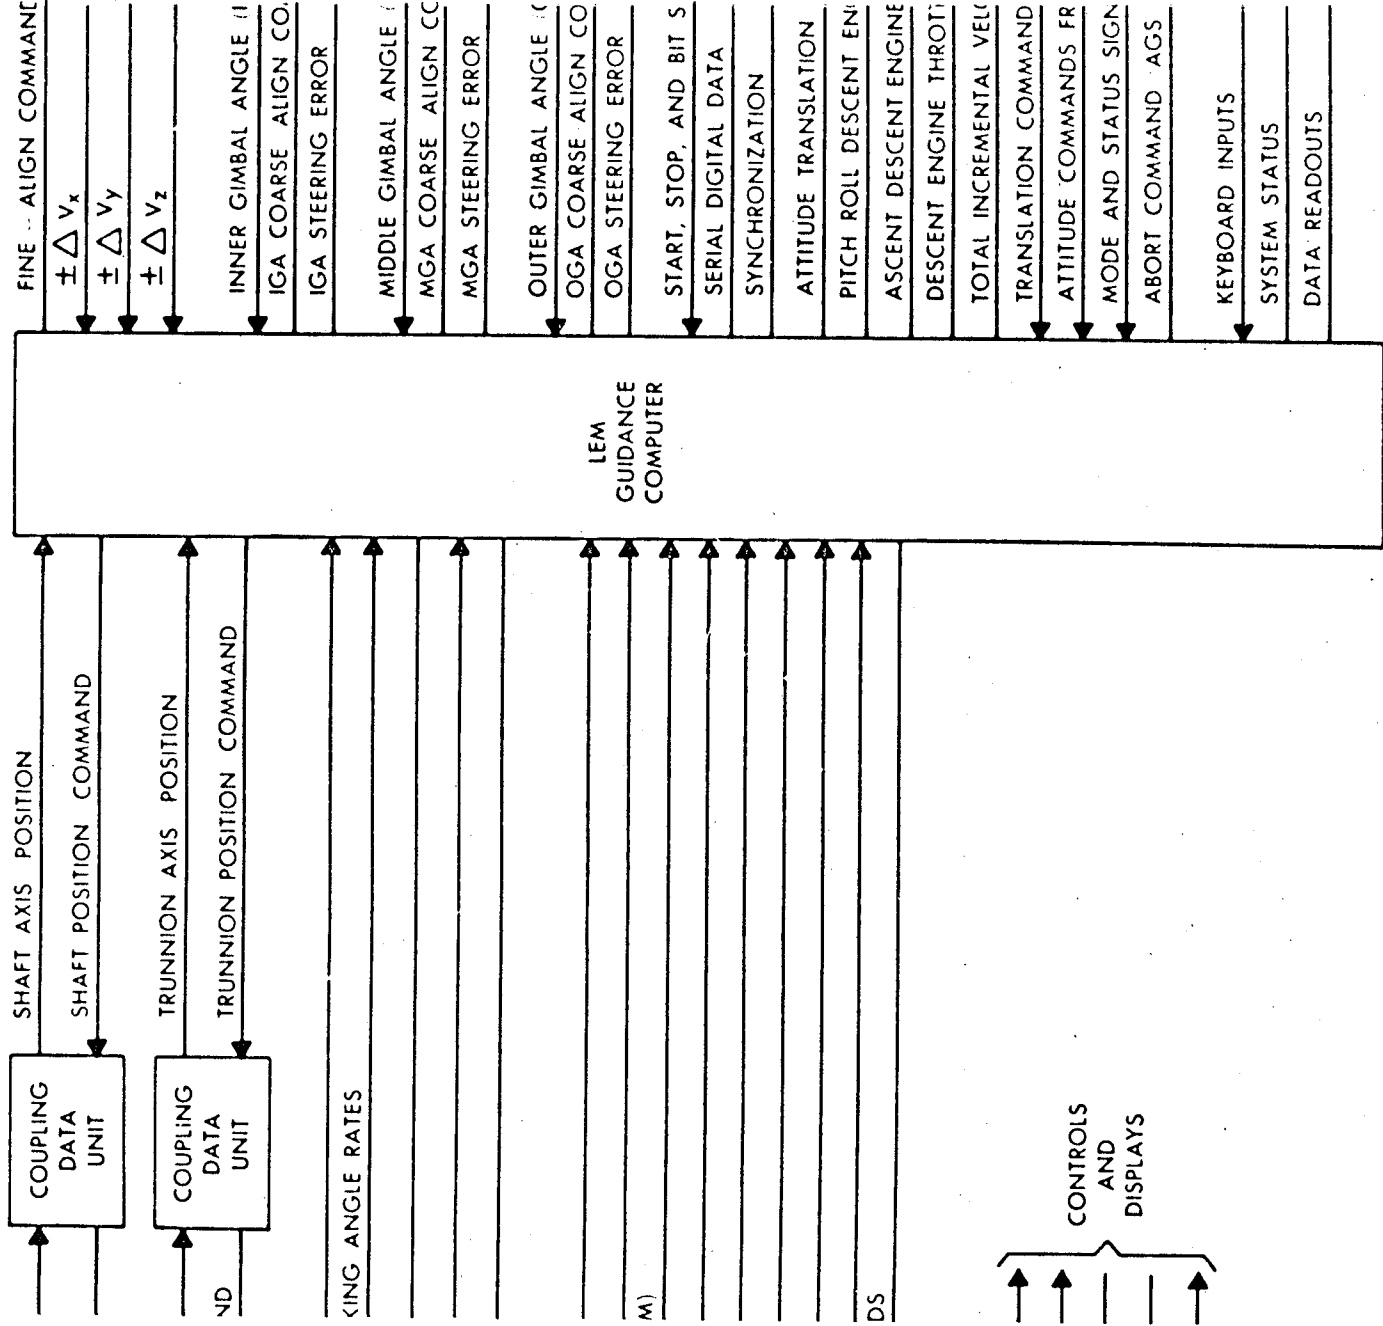 FINE - ALIGN COMMAND
± Δ Vx
± Δ Vy
± Δ Vz
INNER GIMBAL ANGLE
IGA COARSE ALIGN
IGA STEERING ERROR
MIDDLE GIMBAL ANGLE
MGA COARSE ALIGN
MGA STEERING ERROR
OUTER GIMBAL ANGLE
OGA COARSE ALIGN
OGA STEERING ERROR
START, STOP, AND BIT S
SERIAL DIGITAL DATA
SYNCHRONIZATION
ATTITUDE TRANSLATION
PITCH ROLL DESCENT
ASCENT DESCENT ENGINE
DESCENT ENGINE
TOTAL INCREMENTAL
TRANSLATION COMMAND
ATTITUDE COMMANDS FR
MODE AND STATUS SIGN
ABORT COMMAND AGS
KEYBOARD INPUTS
SYSTEM STATUS
DATA READOUTS
LEM
GUIDANCE
COMPUTER
SHAFT AXIS POSITION
SHAFT POSITION COMMAND
TRUNNION AXIS POSITION
TRUNNION POSITION COMMAND
COUPLING
DATA
UNIT
COUPLING
DATA
UNIT
ND
KING ANGLE RATES
M)
DS
CONTROLS
AND
DISPLAYS